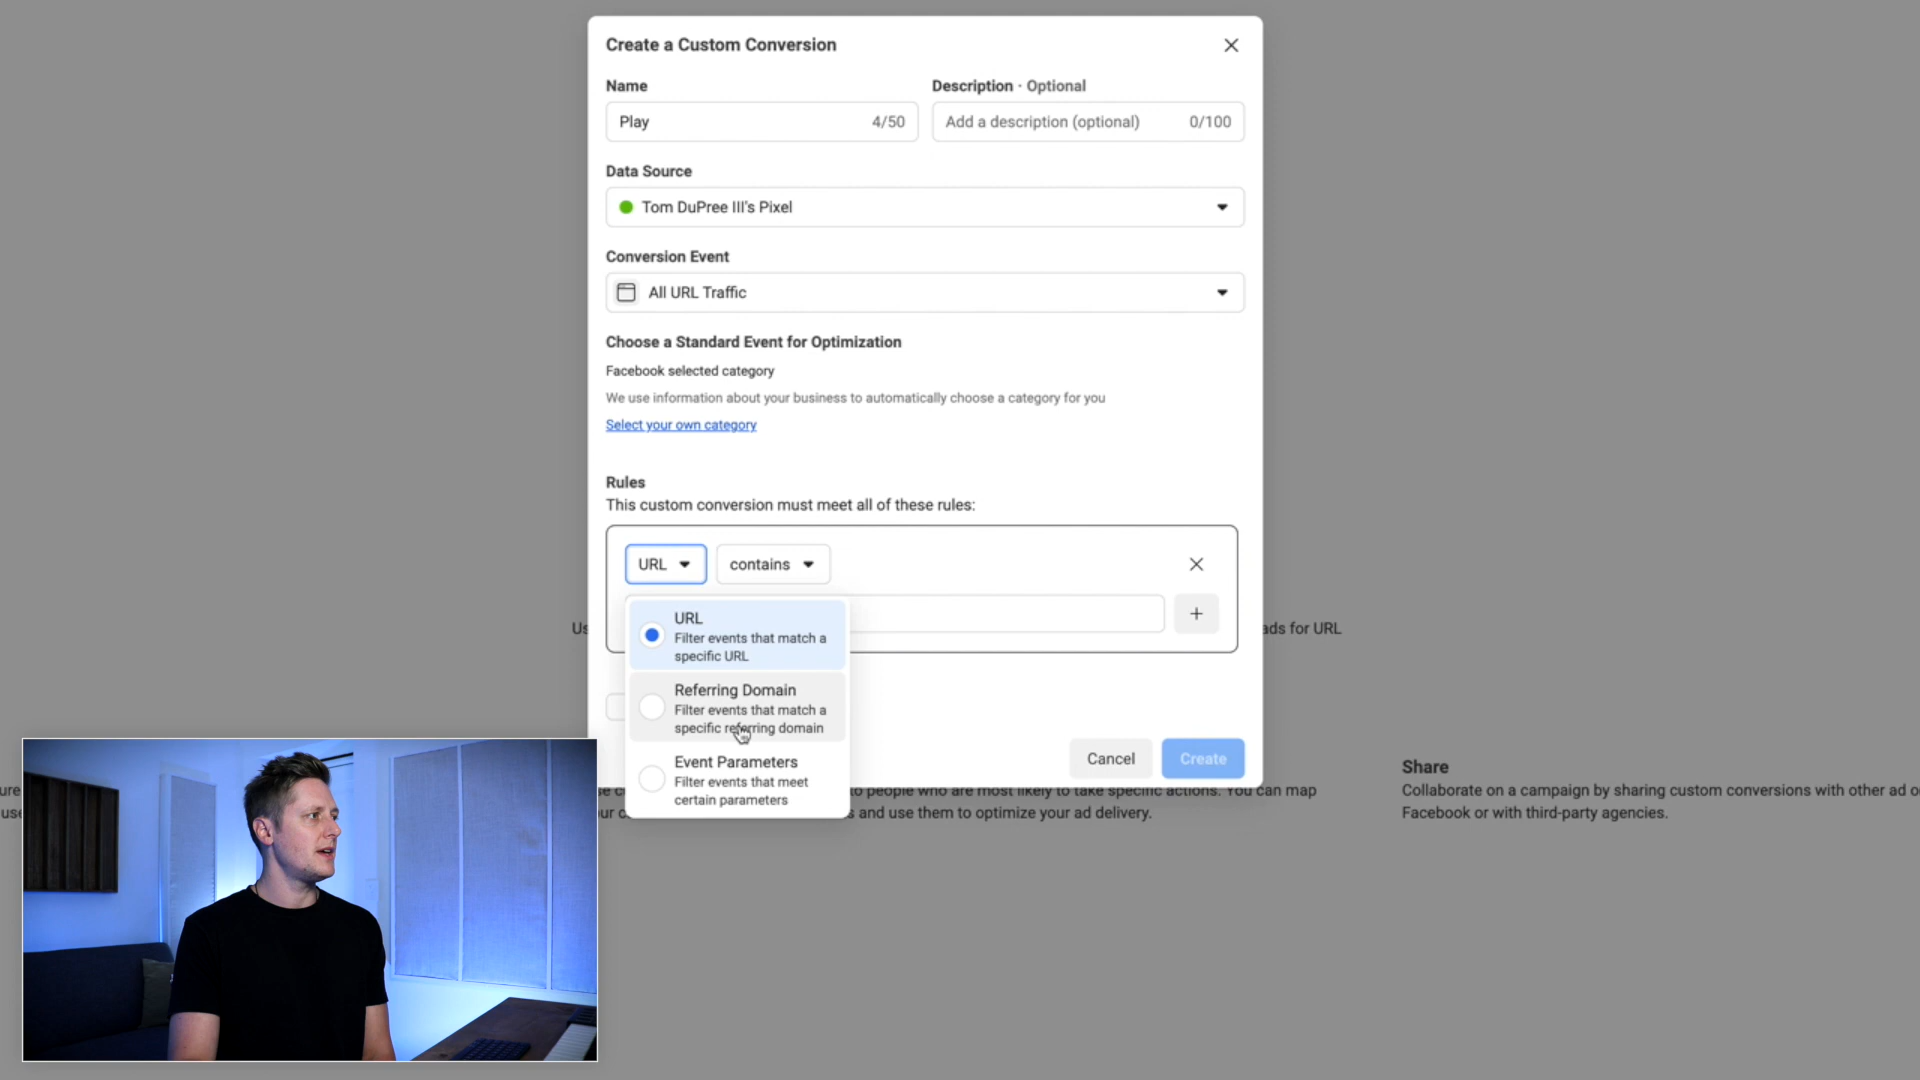 Create a Custom Conversion
Name
Description · Optional
Play
4/50
Add a description (optional)
0/100
Data Source
Tom DuPree III's Pixel
Conversion Event
All URL Traffic
Choose a Standard Event for Optimization
Facebook selected category
We use information about your business to automatically choose a category for you
Select your own category
Rules
This custom conversion must meet all of these rules:
URL
contains
URL
Filter events that match a
specific URL
ads for URL
Referring Domain
Filter events that match a
specific referring domain
Event Parameters
Filter events that meet
certain parameters
Cancel
Create
to people who are most likely to take specific actions. You can map
and use them to optimize your ad delivery.
Share
Collaborate on a campaign by sharing custom conversions with other ad
Facebook or with third-party agencies.